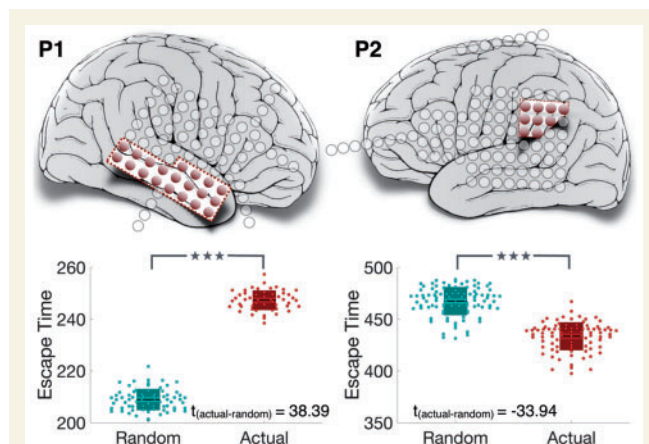 P1
P2
★★★
260
240
220
200
Escape Time
t(actual-random) = 38.39
Random
Actual
★★★
500
450
400
350
Escape Time
t(actual-random) = -33.94
Random
Actual